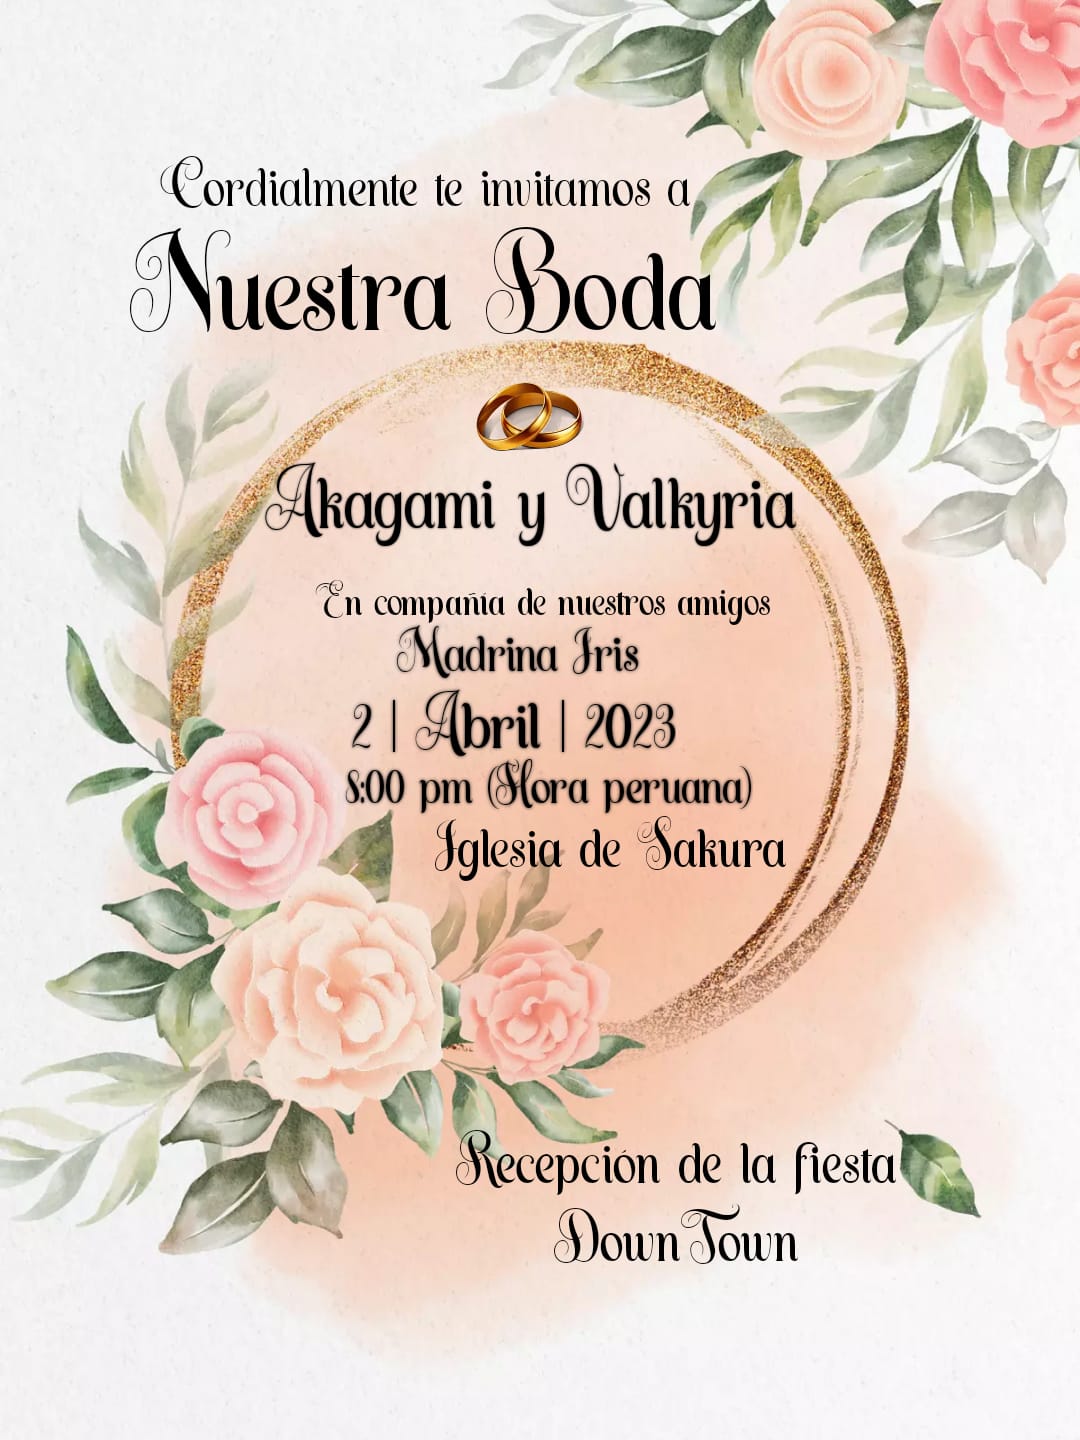 Cordialmente te invitamos a
Nuestra Boda
Akagami y Valkyria
En compañía de nuestros amigos
Madrina Iris
2 | Abril | 2023
8:00 pm (Hora peruana)
Iglesia de Sakura
Recepción de la fiesta
DownTown